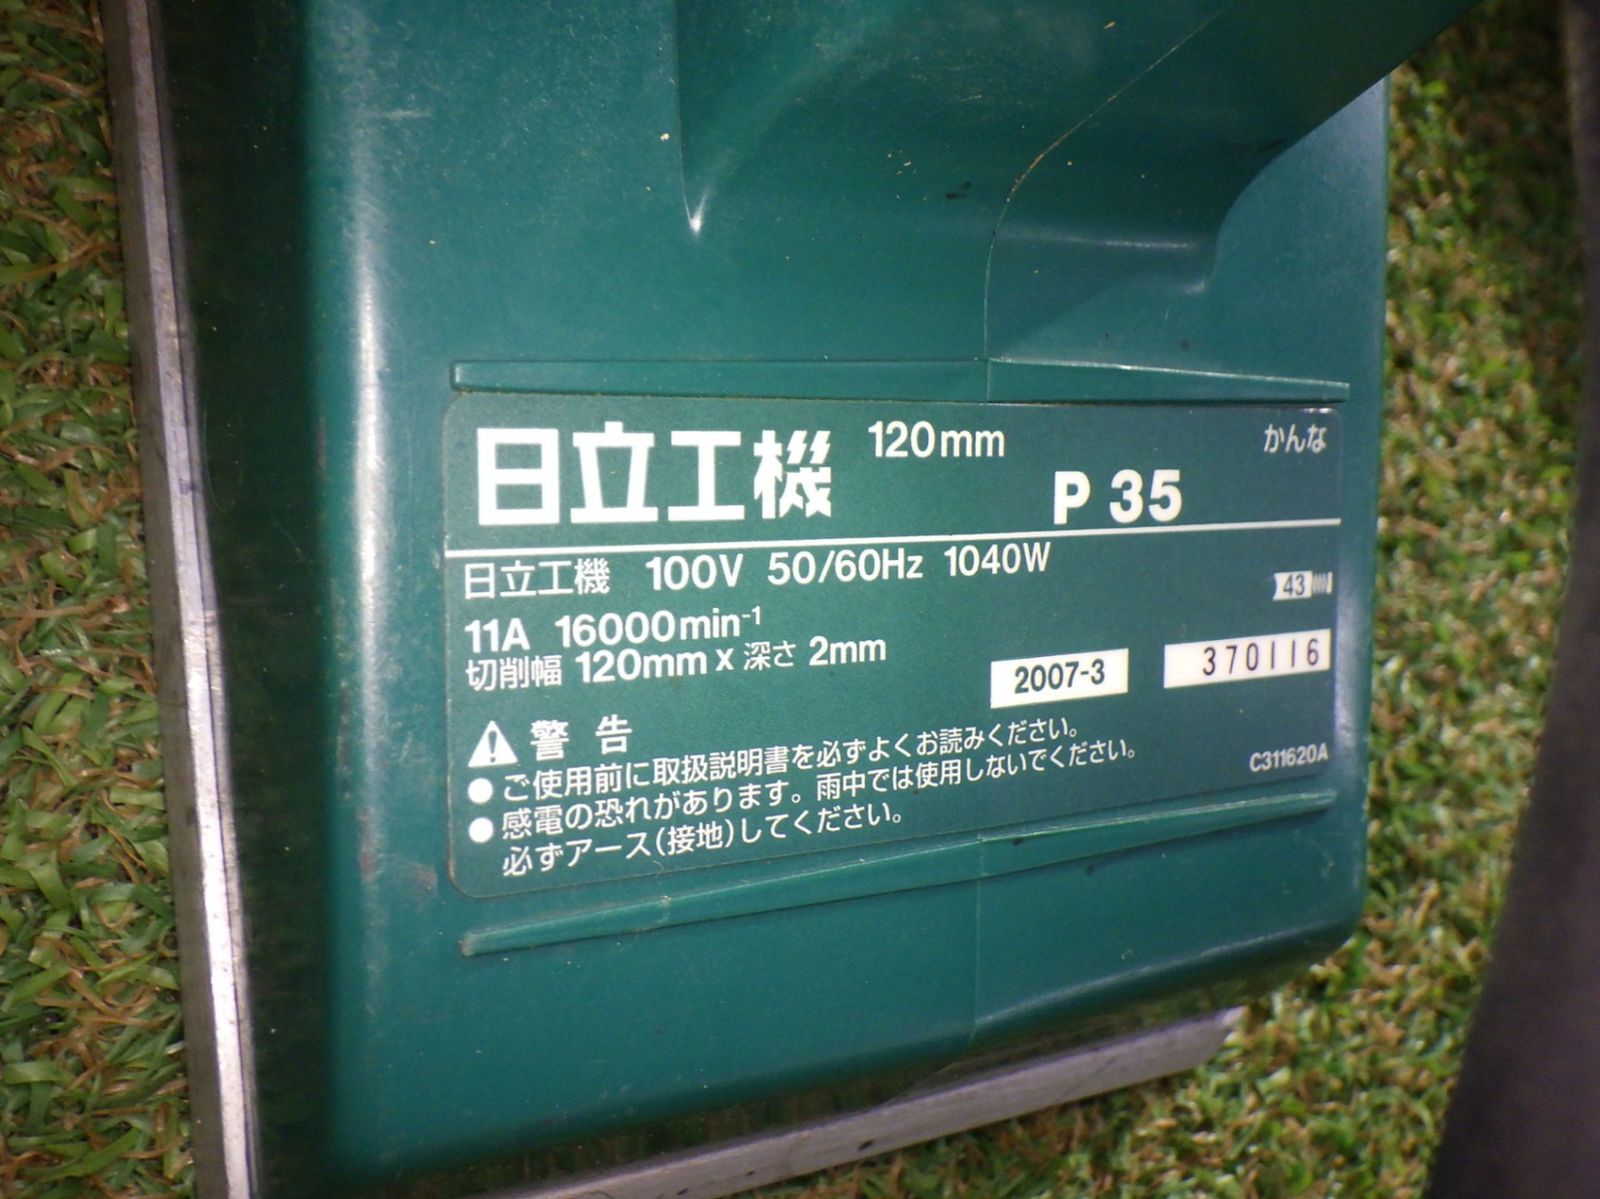 日立工機 120mm かんな
P 35
日立工機 100V 50/60Hz 1040W
43
11A 16000min-1
切削幅 120mm x 深さ 2mm
2007-3 370116
警告
● ご使用前に取扱説明書を必ずよくお読みください。
● 感電の恐れがあります。雨中では使用しないでください。
必ずアース(接地)してください。
C311620A